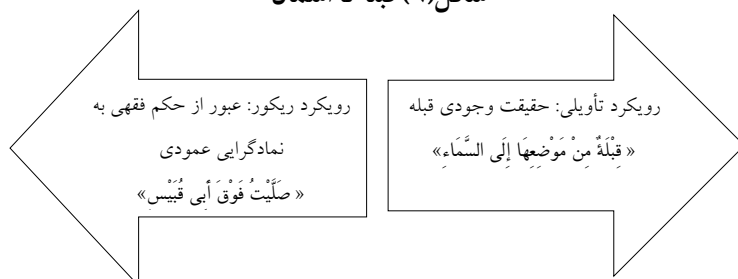 رویکرد تأویلی: حقیقت وجودی قبله
« قِبْلَةٌ مِنْ مَوْضِعِهَا إِلَی السَّمَاءِ»
رویکرد ریکور: عبور از حکم فقهی به
نمادگرایی عمودی
« صَلَّیْتُ فَوْقَ أَبِی قُبَیْسٍ»